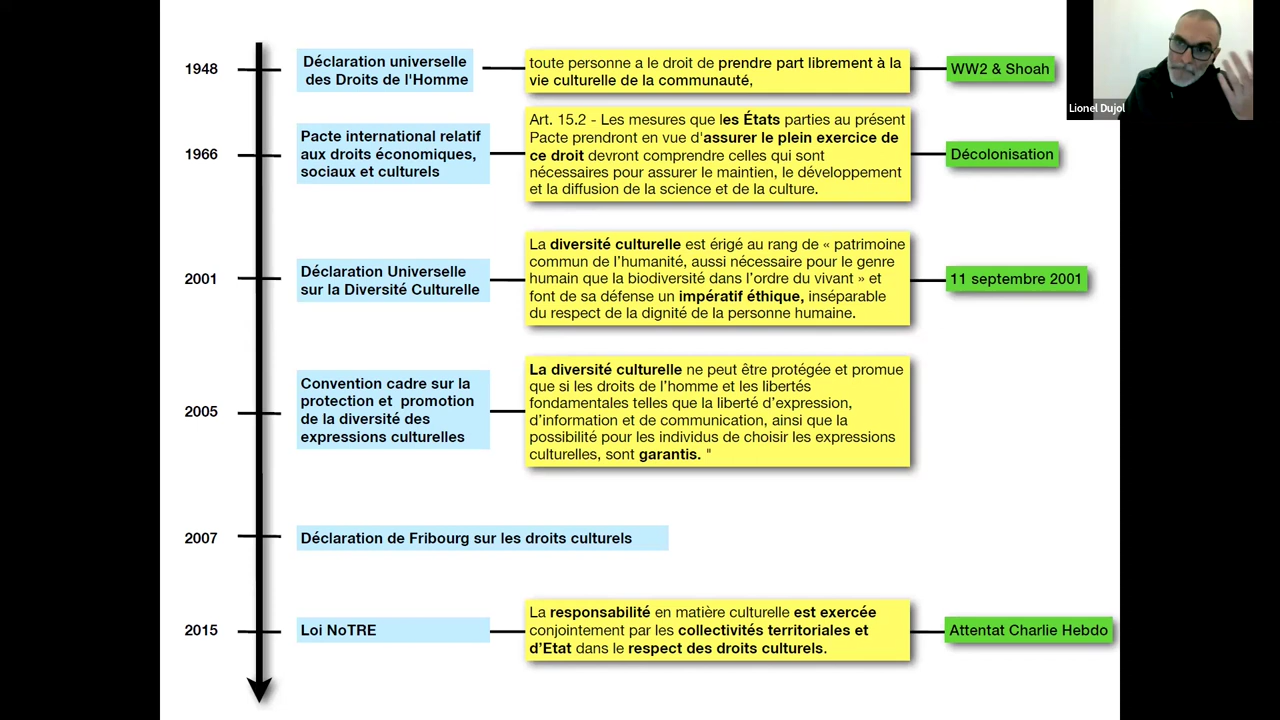 1948
Déclaration universelle
des Droits de l'Homme
toute personne a le droit de prendre part librement à la
vie culturelle de la communauté,
WW2 & Shoah
Lionel Dujol
1966
Pacte international relatif
aux droits économiques,
sociaux et culturels
Art. 15.2 - Les mesures que les États parties au présent
Pacte prendront en vue d'assurer le plein exercice de
ce droit devront comprendre celles qui sont
nécessaires pour assurer le maintien, le développement
et la diffusion de la science et de la culture.
Décolonisation
2001
Déclaration Universelle
sur la Diversité Culturelle
La diversité culturelle est érigé au rang de « patrimoine
commun de l’humanité, aussi nécessaire pour le genre
humain que la biodiversité dans l’ordre du vivant » et
font de sa défense un impératif éthique, inséparable
du respect de la dignité de la personne humaine.
11 septembre 2001
2005
Convention cadre sur la
protection et promotion
de la diversité des
expressions culturelles
La diversité culturelle ne peut être protégée et promue
que si les droits de l’homme et les libertés
fondamentales telles que la liberté d’expression,
d’information et de communication, ainsi que la
possibilité pour les individus de choisir les expressions
culturelles, sont garantis. "
2007
Déclaration de Fribourg sur les droits culturels
2015
Loi NoTRE
La responsabilité en matière culturelle est exercée
conjointement par les collectivités territoriales et
d’Etat dans le respect des droits culturels.
Attentat Charlie Hebdo